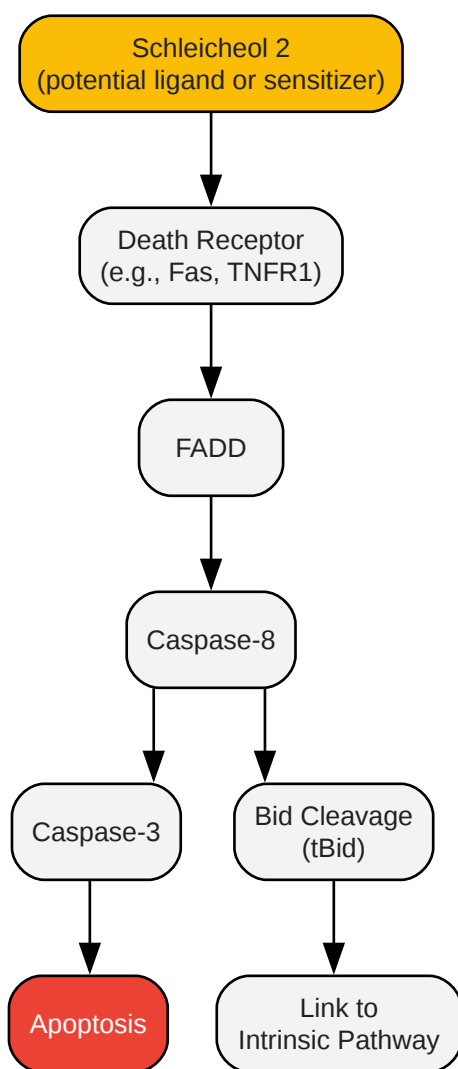 Schleicheol 2
(potential ligand or sensitizer)
Death Receptor
(e.g., Fas, TNFR1)
FADD
Caspase-8
Caspase-3
Bid Cleavage
(tBid)
Apoptosis
Link to
Intrinsic Pathway